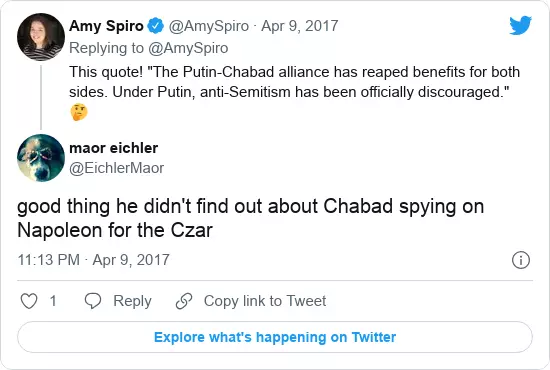 Amy Spiro @AmySpiro · Apr 9, 2017
Replying to @AmySpiro
This quote! "The Putin-Chabad alliance has reaped benefits for both
sides. Under Putin, anti-Semitism has been officially discouraged."
🤔
maor eichler
@EichlerMaor
good thing he didn't find out about Chabad spying on
Napoleon for the Czar
11:13 PM · Apr 9, 2017
1 Reply Copy link to Tweet
Explore what's happening on Twitter